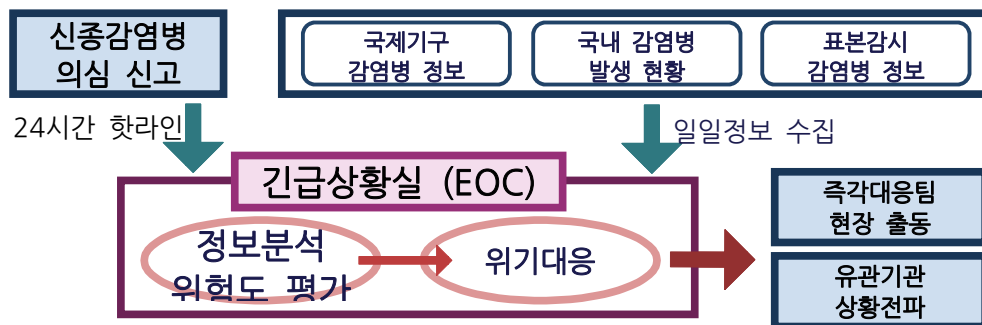 신종감염병
의심 신고
국제기구
감염병 정보
국내 감염병
발생 현황
표본감시
감염병 정보
24시간 핫라인
일일정보 수집
긴급상황실 (EOC)
정보분석
위험도 평가
위기대응
즉각대응팀
현장 출동
유관기관
상황전파